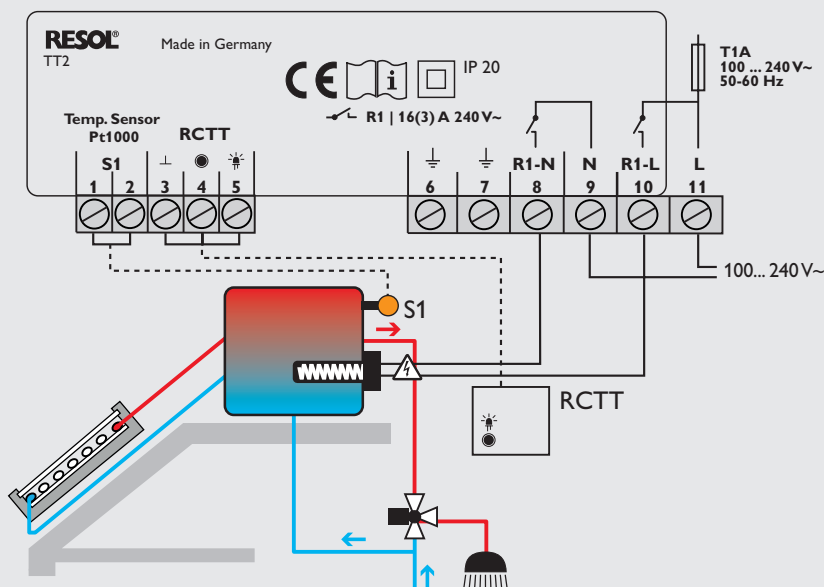 RESOL®
TT2
Made in Germany
IP 20
R1 | 16(3) A 240 V~
T1A
100 ... 240 V~
50-60 Hz
Temp. Sensor
Pt1000
RCTT
S1
R1-N N R1-L L
1 2 3 4 5 6 7 8 9 10 11
100... 240 V~
S1
RCTT